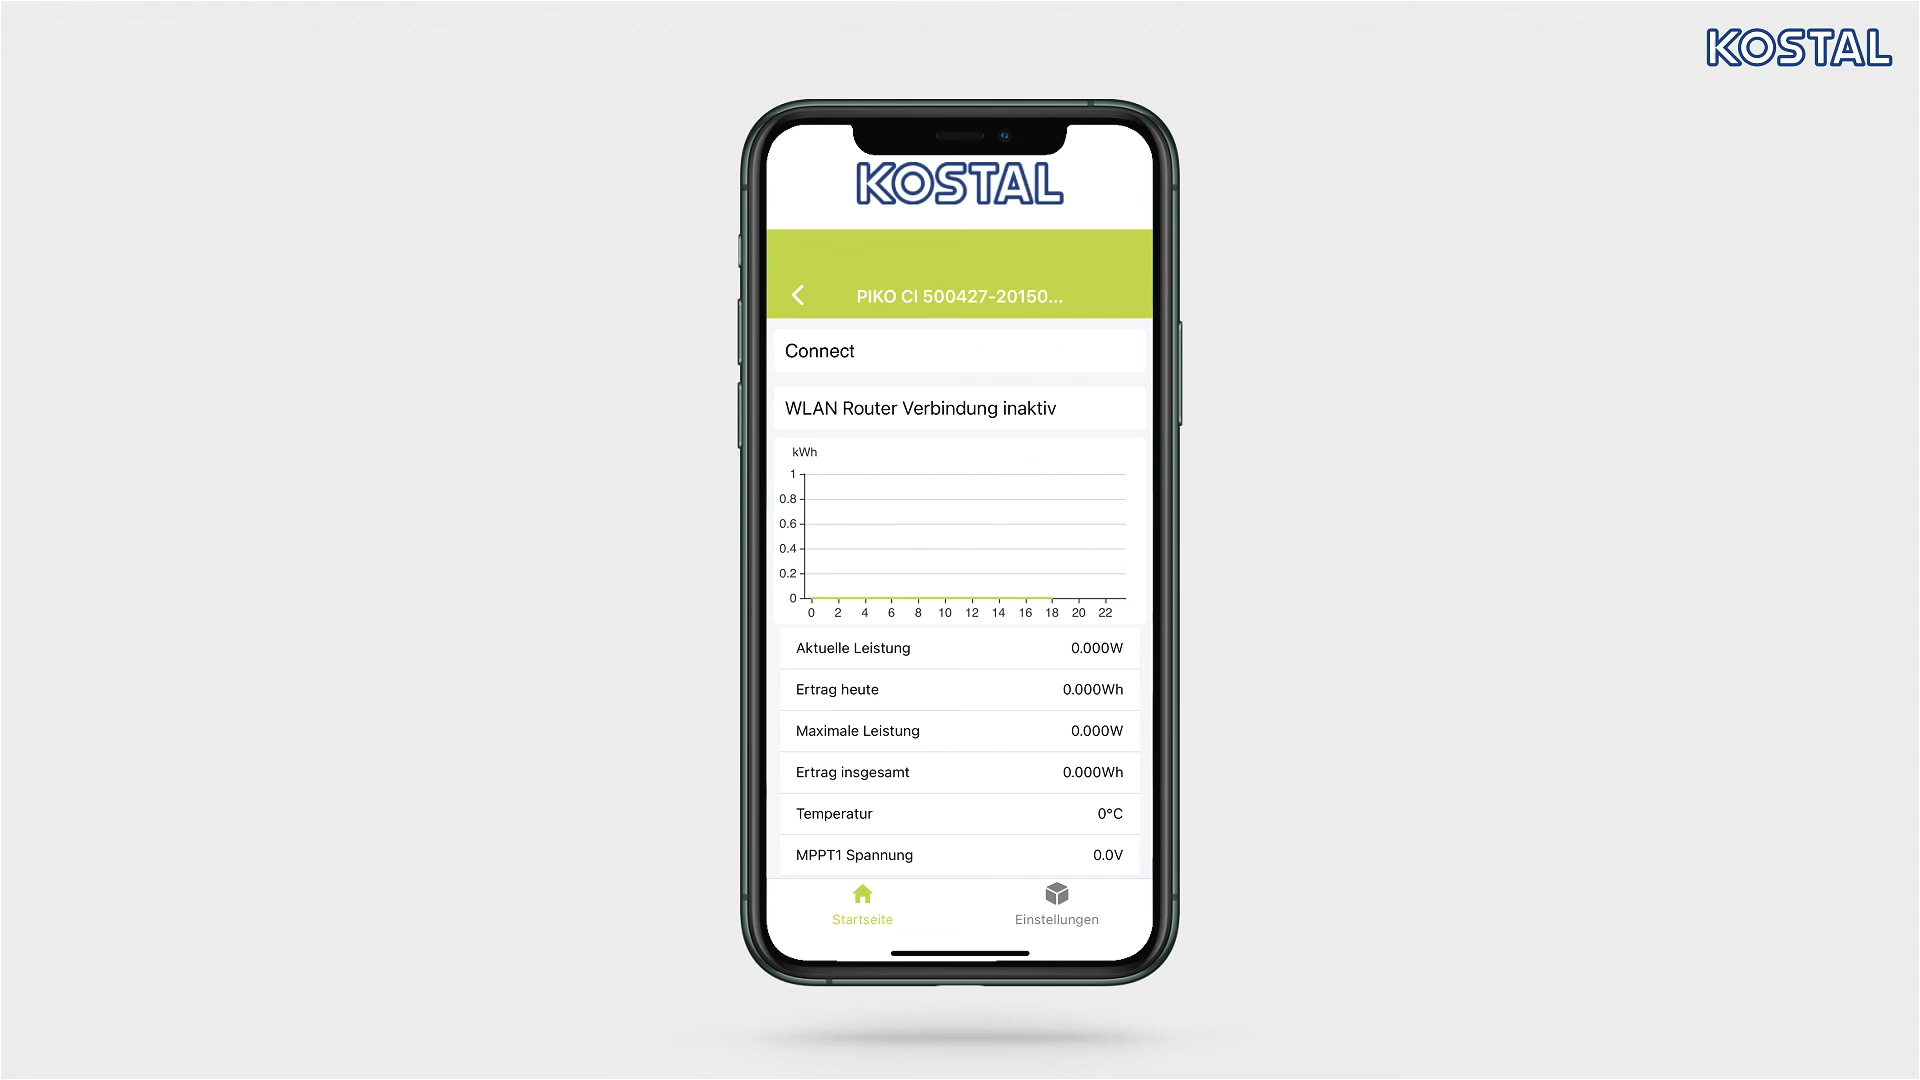 KOSTAL
KOSTAL
PIKO CI 500427-20150...
Connect
WLAN Router Verbindung inaktiv
kWh
1
0.8
0.6
0.4
0.2
0
0 2 4 6 8 10 12 14 16 18 20 22
Aktuelle Leistung 0.000W
Ertrag heute 0.000Wh
Maximale Leistung 0.000W
Ertrag insgesamt 0.000Wh
Temperatur 0°C
MPPT1 Spannung 0.0V
Startseite Einstellungen